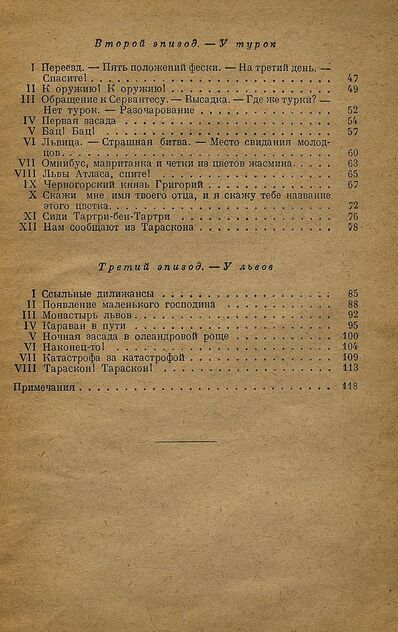 Второй эпизод. — У турок
I Переезд. — Пять положений фески. — На третий день. —
Спасите! . . . . . . . . . . . . . . . . . . . . 47
II К оружию! К оружию! . . . . . . . . . . . . . . . . 49
III Обращение к Сервантесу. — Высадка. — Где же турки? —
Нет турок. — Разочарование . . . . . . . . . . . . . 52
IV Первая засада . . . . . . . . . . . . . . . . . . 54
V Бац! Бац! . . . . . . . . . . . . . . . . . . . . 57
VI Львица. — Страшная битва. — Место свидания молод-
цов. . . . . . . . . . . . . . . . . . . . . . . 60
VII Омнибус, мавританка и четки из цветов жасмина. . . . . 63
VIII Львы Атласа, спите! . . . . . . . . . . . . . . . . 65
IX Черногорский князь Григорий . . . . . . . . . . . . 67
X Скажи мне имя твоего отца, и я скажу тебе название
этого цветка. . . . . . . . . . . . . . . . . . . . 72
XI Сиди Тартри-бен-Тартри . . . . . . . . . . . . . . 76
XII Нам сообщают из Тараскона . . . . . . . . . . . . . 78
Третий эпизод. — У львов
I Ссыльные дилижансы . . . . . . . . . . . . . . . . 85
II Появление маленького господина . . . . . . . . . . . 88
III Монастырь львов . . . . . . . . . . . . . . . . . 92
IV Караван в пути . . . . . . . . . . . . . . . . . . 95
V Ночная засада в олеандровой роще . . . . . . . . . . 100
VI Наконец-то! . . . . . . . . . . . . . . . . . . . 104
VII Катастрофа за катастрофой . . . . . . . . . . . . . 109
VIII Тараскон! Тараскон! . . . . . . . . . . . . . . . . 113
Примечания . . . . . . . . . . . . . . . . . . . . . 118